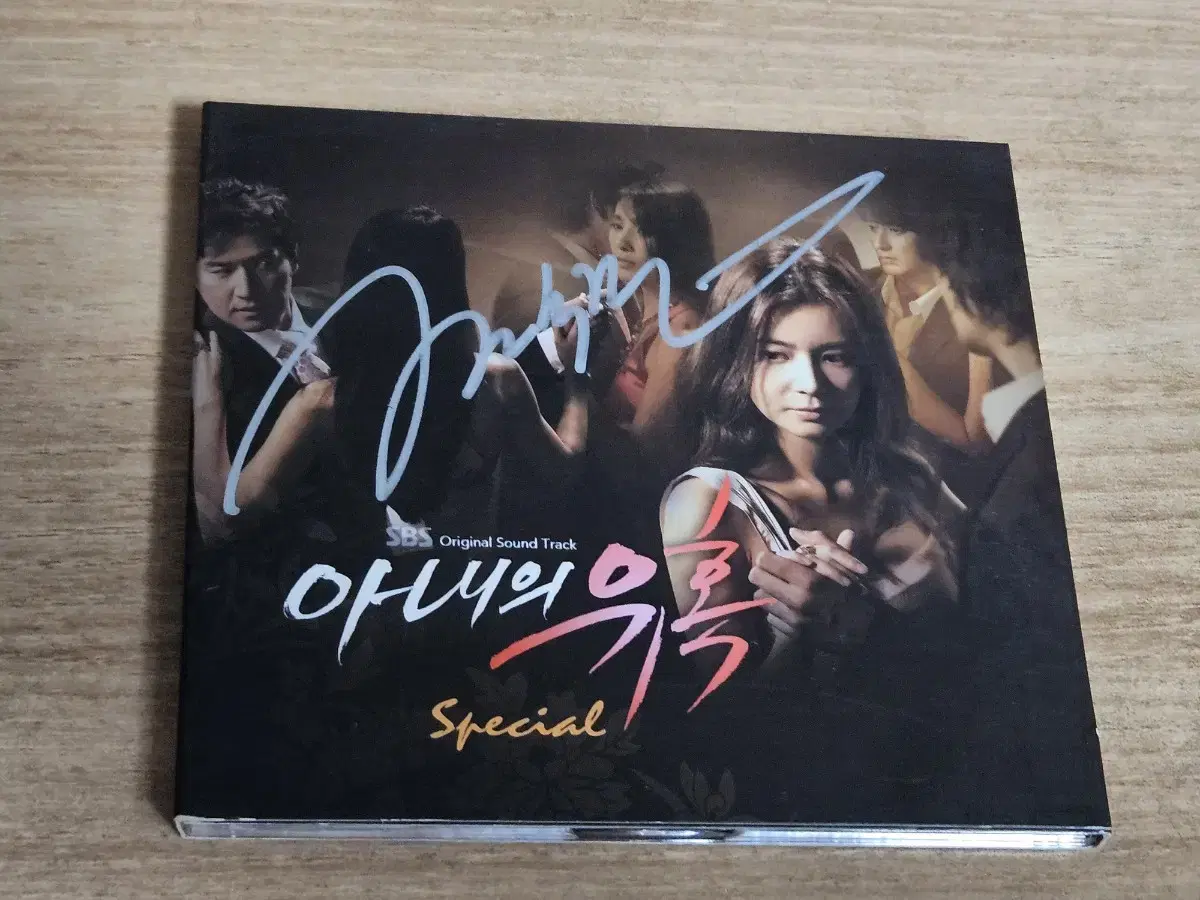 SBS Original Sound Track
아내의 유혹
Special